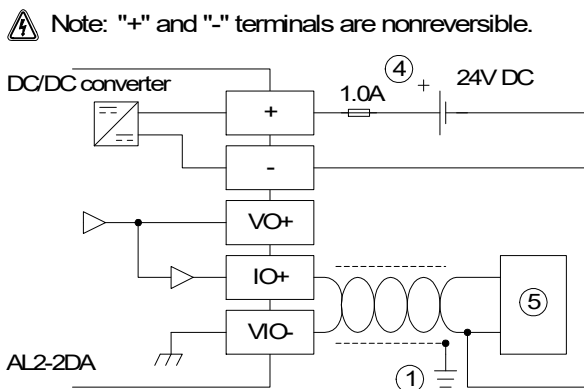 Note: "+" and "-" terminals are nonreversible.
DC/DC converter
④
1.0A
+
24V DC
+
-
VO+
IO+
VIO-
⑤
AL2-2DA
①